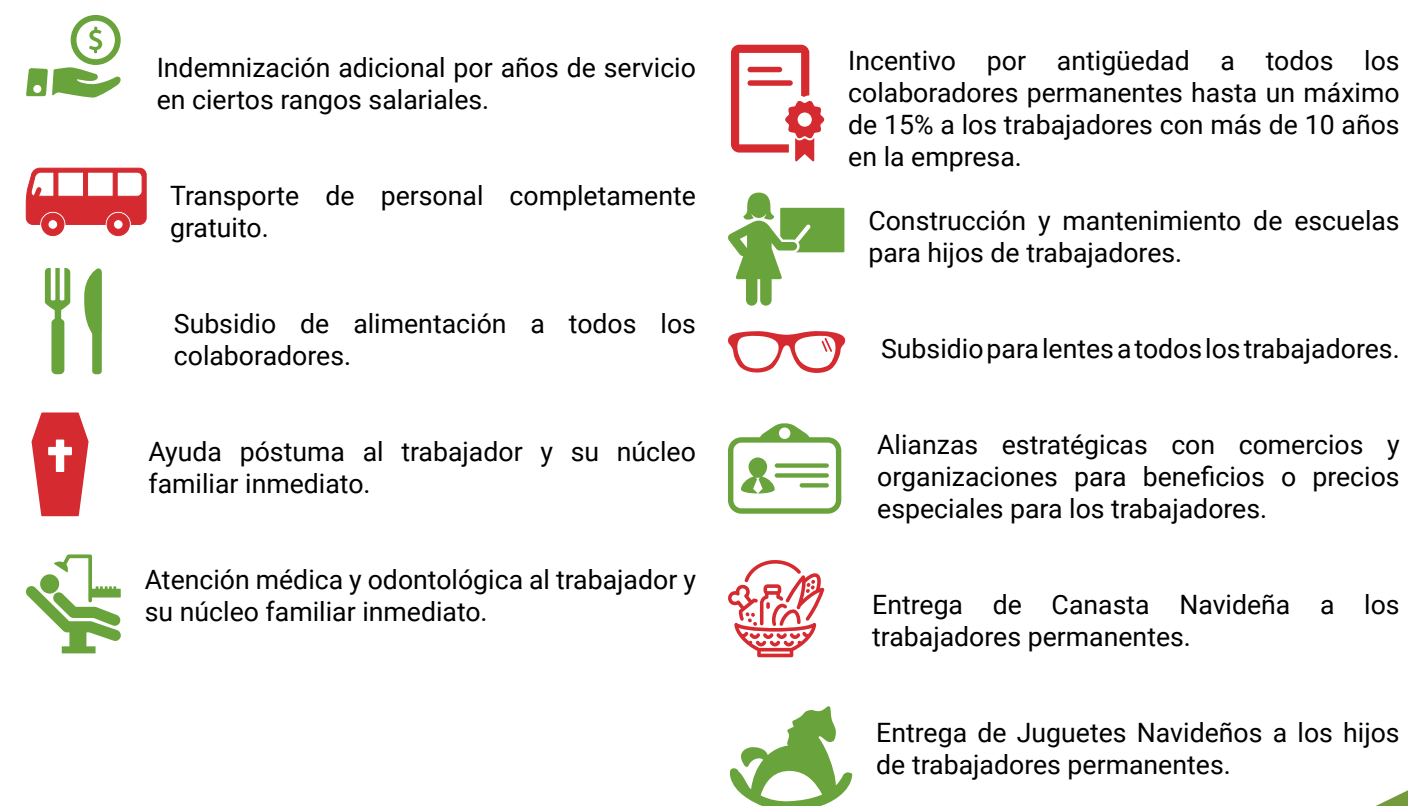 $
Indemnización adicional por años de servicio
en ciertos rangos salariales.
Transporte de personal completamente
gratuito.
Subsidio de alimentación a todos los
colaboradores.
Ayuda póstuma al trabajador y su núcleo
familiar inmediato.
Atención médica y odontológica al trabajador y
su núcleo familiar inmediato.
Incentivo por antigüedad a todos los
colaboradores permanentes hasta un máximo
de 15% a los trabajadores con más de 10 años
en la empresa.
Construcción y mantenimiento de escuelas
para hijos de trabajadores.
Subsidio para lentes a todos los trabajadores.
Alianzas estratégicas con comercios y
organizaciones para beneficios o precios
especiales para los trabajadores.
Entrega de Canasta Navideña a los
trabajadores permanentes.
Entrega de Juguetes Navideños a los hijos
de trabajadores permanentes.